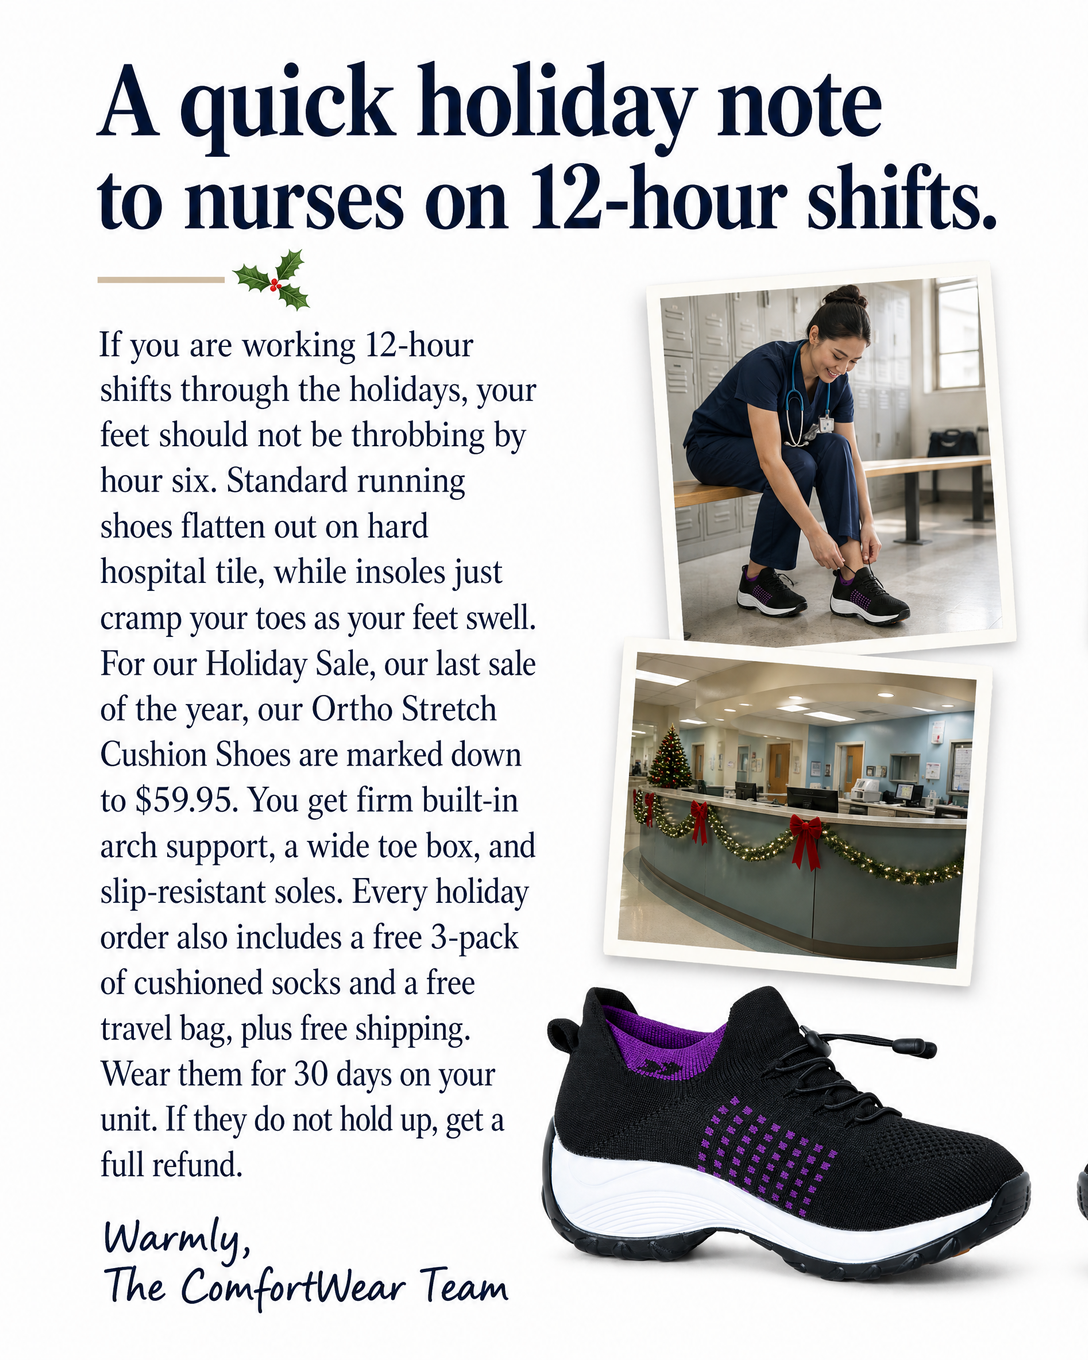 A quick holiday note
to nurses on 12-hour shifts.
If you are working 12-hour
shifts through the holidays, your
feet should not be throbbing by
hour six. Standard running
shoes flatten out on hard
hospital tile, while insoles just
cramp your toes as your feet swell.
For our Holiday Sale, our last sale
of the year, our Ortho Stretch
Cushion Shoes are marked down
to $59.95. You get firm built-in
arch support, a wide toe box, and
slip-resistant soles. Every holiday
order also includes a free 3-pack
of cushioned socks and a free
travel bag, plus free shipping.
Wear them for 30 days on your
unit. If they do not hold up, get a
full refund.
Warmly,
The ComfortWear Team